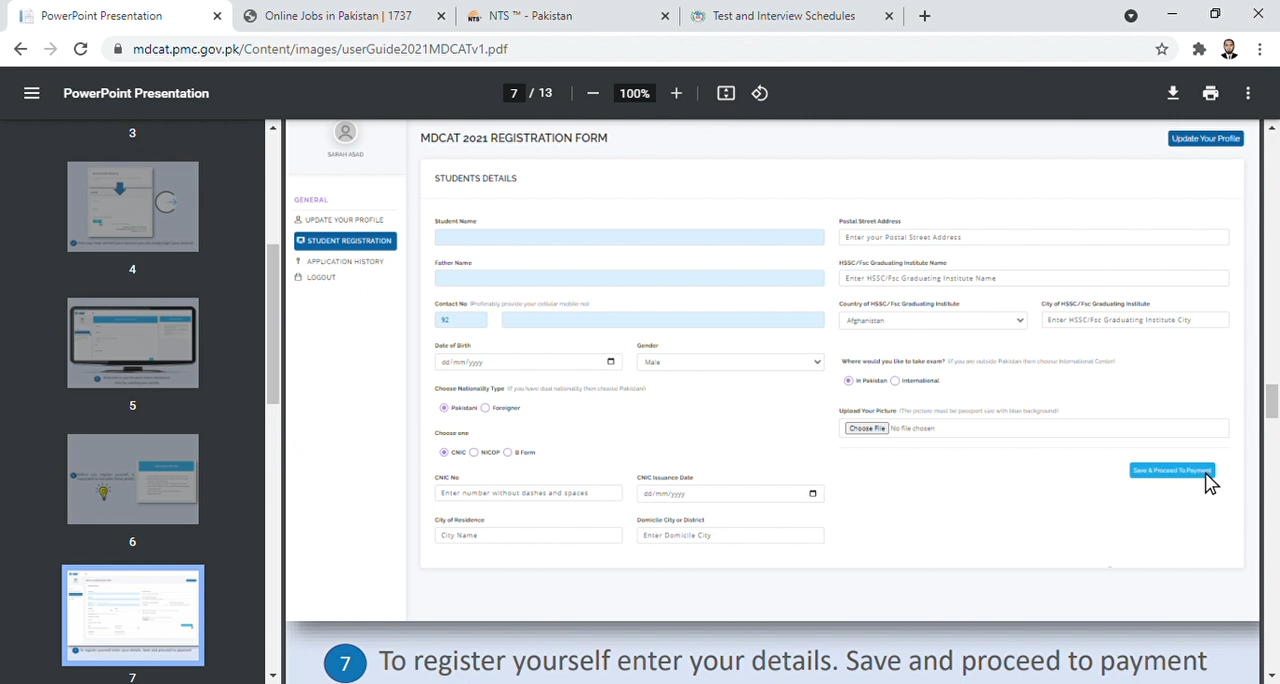 PowerPoint Presentation
Online Jobs in Pakistan | 1737
NTS NTS ™ - Pakistan
Test and Interview Schedules
mdcat.pmc.gov.pk/Content/images/userGuide2021MDCATv1.pdf
PowerPoint Presentation
7 / 13
100%
3
4
5
6
7
SARAH ASAD
GENERAL
UPDATE YOUR PROFILE
STUDENT REGISTRATION
APPLICATION HISTORY
LOGOUT
MDCAT 2021 REGISTRATION FORM
Update Your Profile
STUDENTS DETAILS
Student Name
Father Name
Contact No (Preferably provide your cellular mobile no)
92
Date of Birth
Gender
dd/mm/yyyy
Male
Choose Nationality Type (If you have dual nationality then choose Pakistani)
Pakistani Foreigner
Choose one
CNIC NICOP B Form
CNIC No
CNIC Issuance Date
Enter number without dashes and spaces
dd/mm/yyyy
City of Residence
Domicile City or District
City Name
Enter Domicile City
Postal Street Address
Enter your Postal Street Address
HSSC/Fsc Graduating Institute Name
Enter HSSC/Fsc Graduating Institute Name
Country of HSSC/Fsc Graduating Institute
City of HSSC/Fsc Graduating Institute
Afghanistan
Enter HSSC/Fsc Graduating Institute City
Where would you like to take exam? (If you are outside Pakistan then choose International Center)
In Pakistan International
Upload Your Picture (The picture must be passport size with blue background)
Choose File No file chosen
Save & Proceed To Payment
7 To register yourself enter your details. Save and proceed to payment